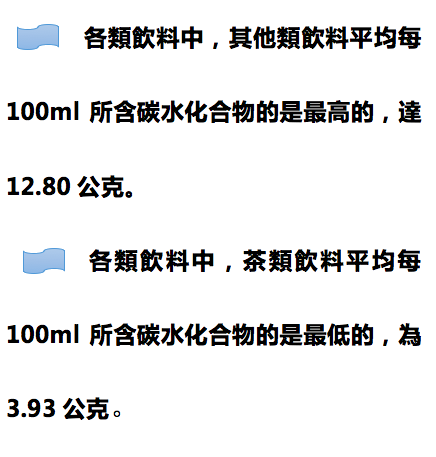 各類飲料中，其他類飲料平均每
100ml 所含碳水化合物的是最高的，達
12.80 公克。
各類飲料中，茶類飲料平均每
100ml 所含碳水化合物的是最低的，為
3.93 公克。